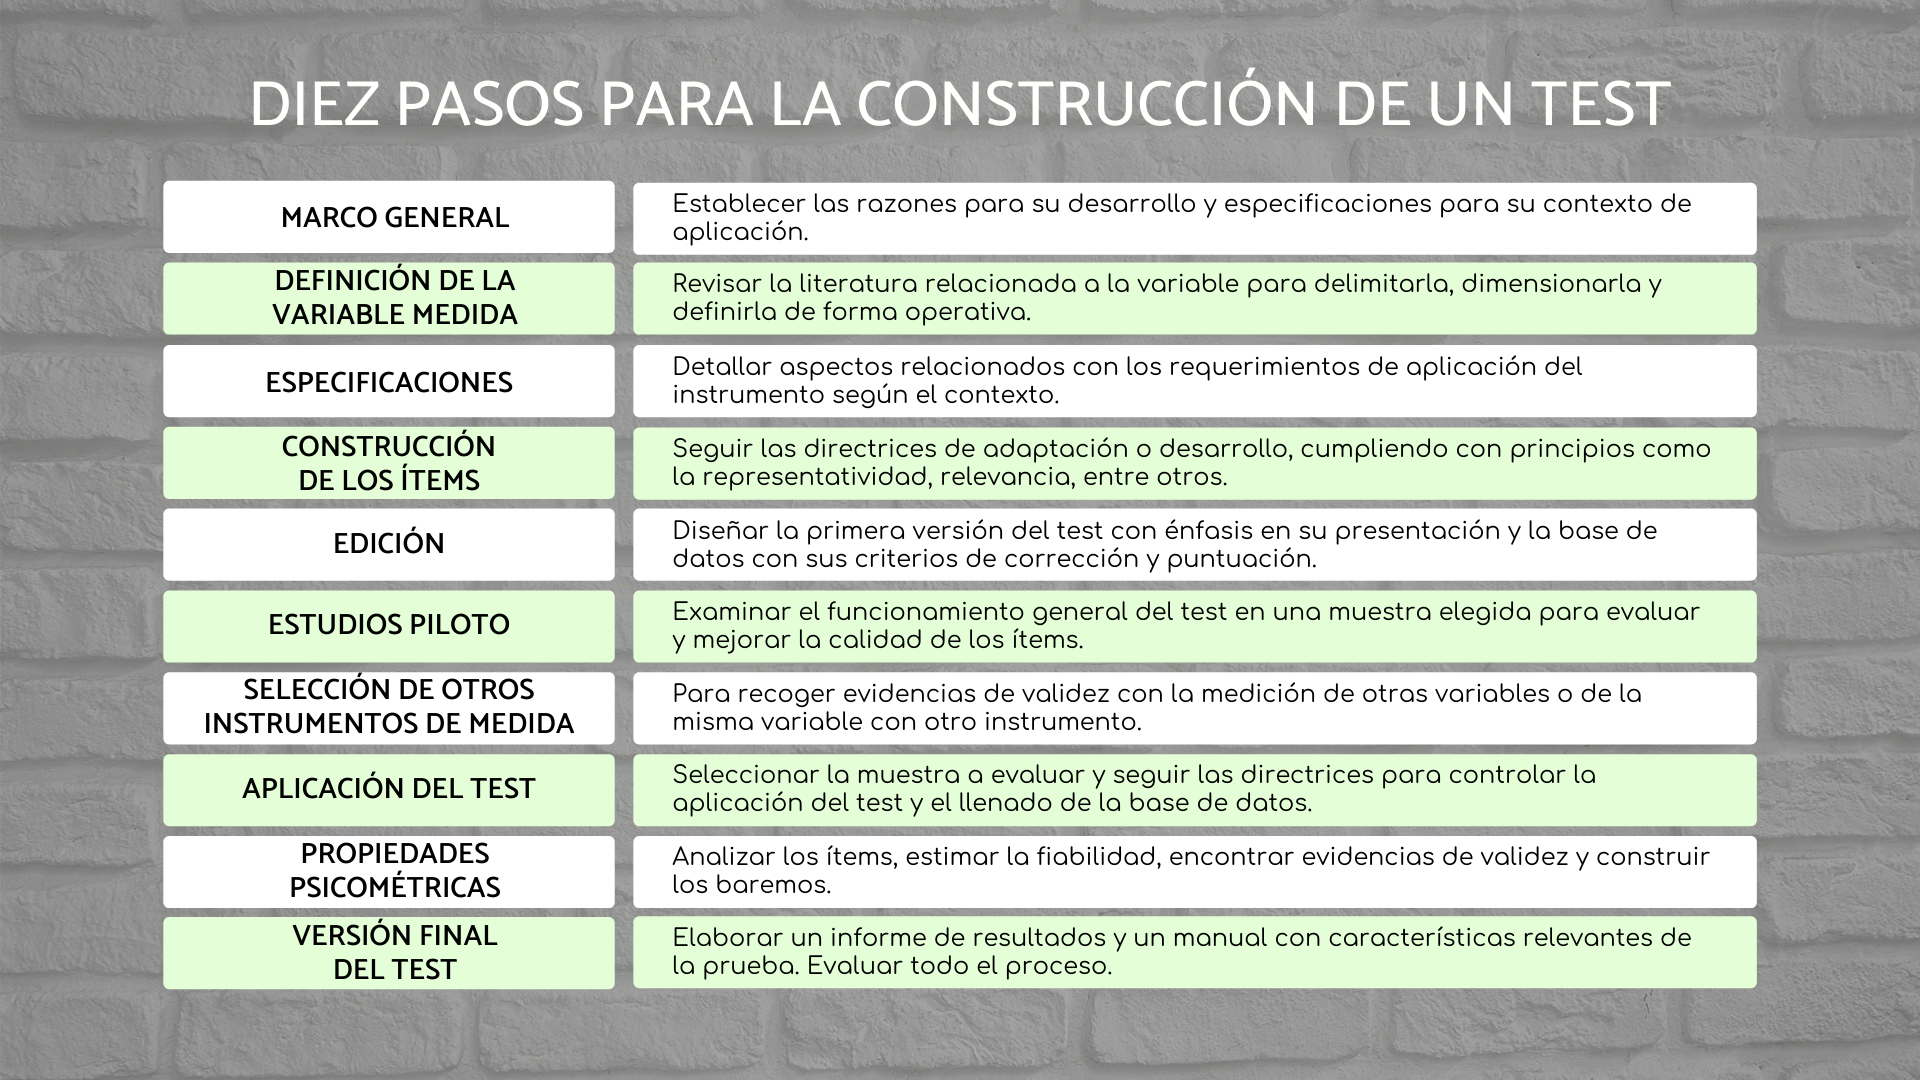 DIEZ PASOS PARA LA CONSTRUCCIÓN DE UN TEST
MARCO GENERAL
Establecer las razones para su desarrollo y especificaciones para su contexto de
aplicación.
DEFINICIÓN DE LA
VARIABLE MEDIDA
Revisar la literatura relacionada a la variable para delimitarla, dimensionarla y
definirla de forma operativa.
ESPECIFICACIONES
Detallar aspectos relacionados con los requerimientos de aplicación del
instrumento según el contexto.
CONSTRUCCIÓN
DE LOS ÍTEMS
Seguir las directrices de adaptación o desarrollo, cumpliendo con principios como
la representatividad, relevancia, entre otros.
EDICIÓN
Diseñar la primera versión del test con énfasis en su presentación y la base de
datos con sus criterios de corrección y puntuación.
ESTUDIOS PILOTO
Examinar el funcionamiento general del test en una muestra elegida para evaluar
y mejorar la calidad de los ítems.
SELECCIÓN DE OTROS
INSTRUMENTOS DE MEDIDA
Para recoger evidencias de validez con la medición de otras variables o de la
misma variable con otro instrumento.
APLICACIÓN DEL TEST
Seleccionar la muestra a evaluar y seguir las directrices para controlar la
aplicación del test y el llenado de la base de datos.
PROPIEDADES
PSICOMÉTRICAS
Analizar los ítems, estimar la fiabilidad, encontrar evidencias de validez y construir
los baremos.
VERSIÓN FINAL
DEL TEST
Elaborar un informe de resultados y un manual con características relevantes de
la prueba. Evaluar todo el proceso.